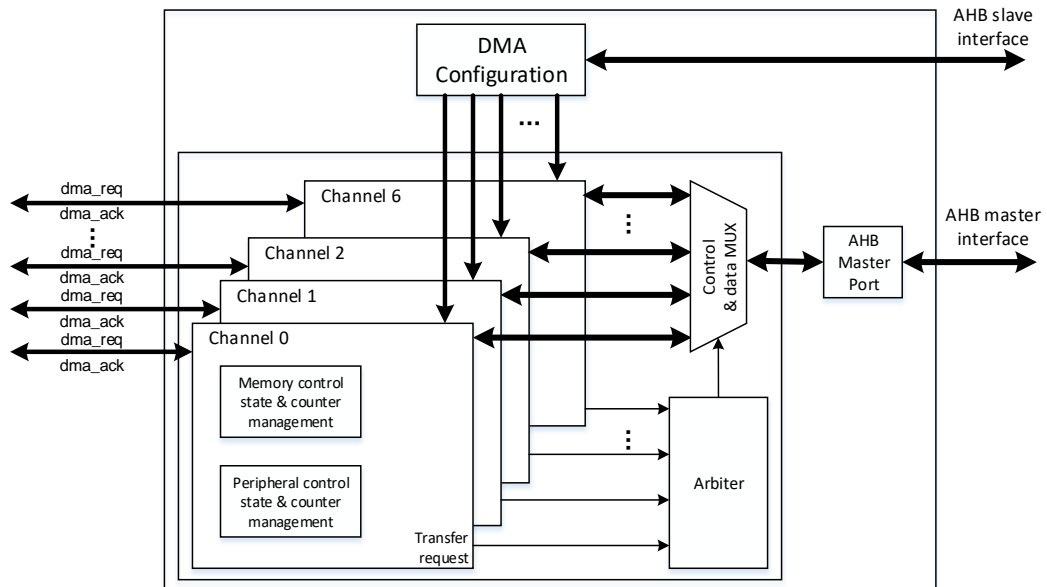 AHB slave
interface
DMA
Configuration
...
Channel 6
dma_req
dma_ack
...
...
dma_req
dma_ack
Channel 2
dma_req
dma_ack
Channel 1
dma_req
dma_ack
Channel 0
Control
& data MUX
AHB
Master
Port
AHB master
interface
Memory control
state & counter
management
...
Peripheral control
state & counter
management
Arbiter
Transfer
request